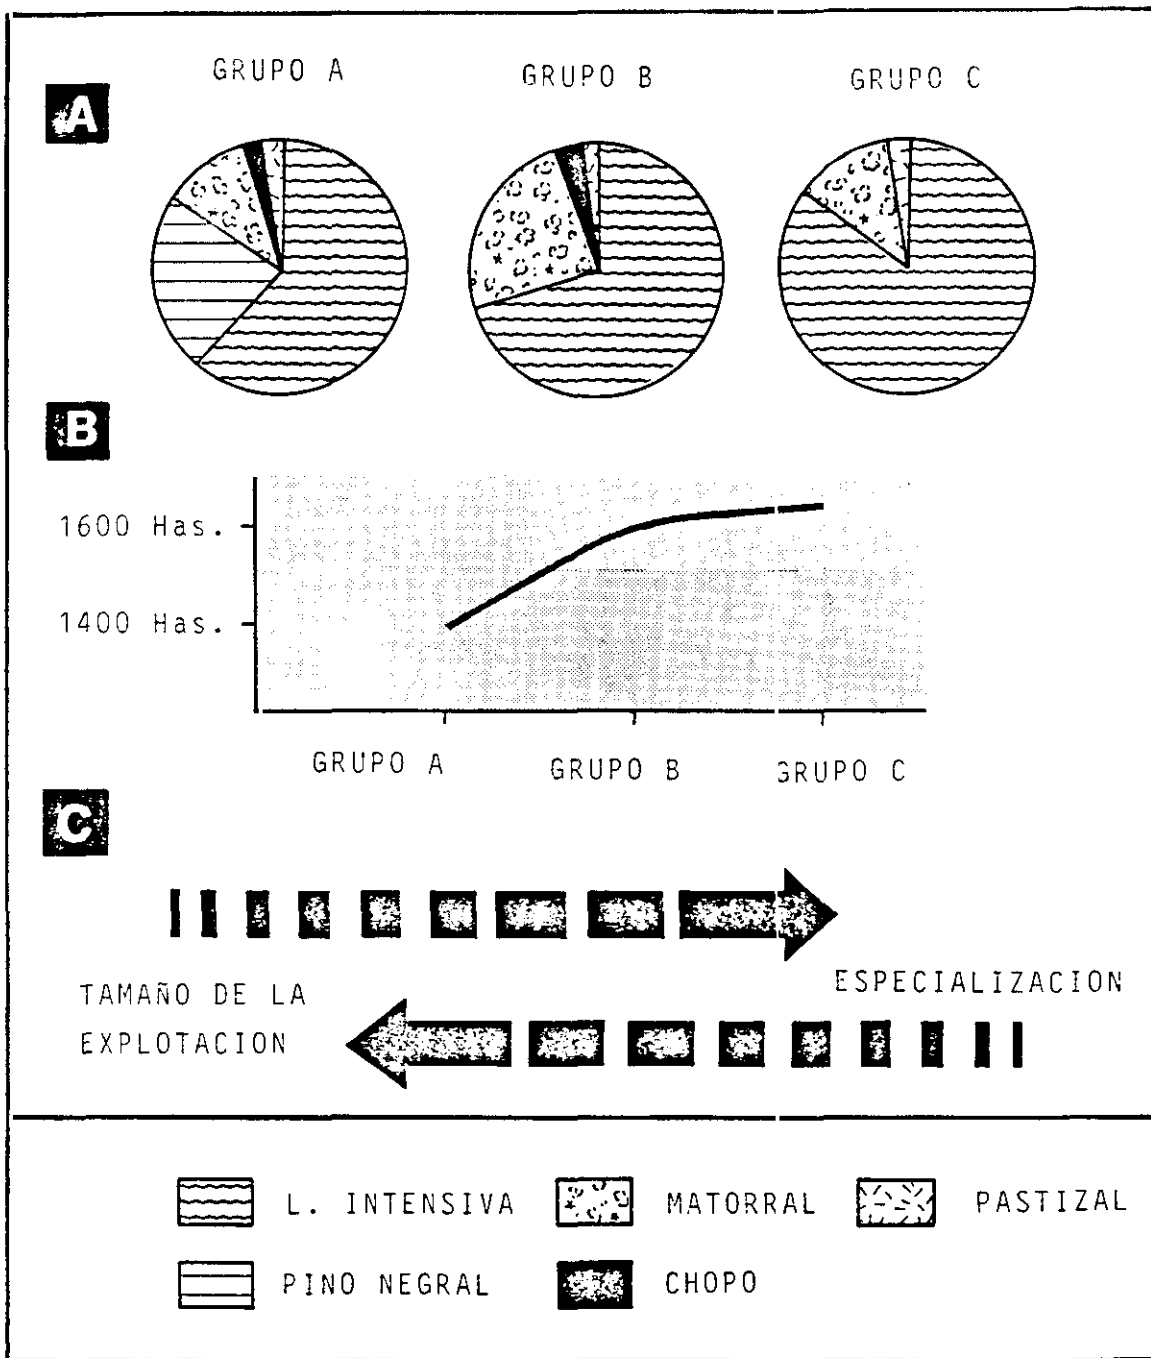 GRUPO A GRUPO B GRUPO C
A
B
1600 Has.
1400 Has.
GRUPO A GRUPO B GRUPO C
C
TAMAÑO DE LA
EXPLOTACION
ESPECIALIZACION
L. INTENSIVA MATORRAL PASTIZAL
PINO NEGRAL CHOPO